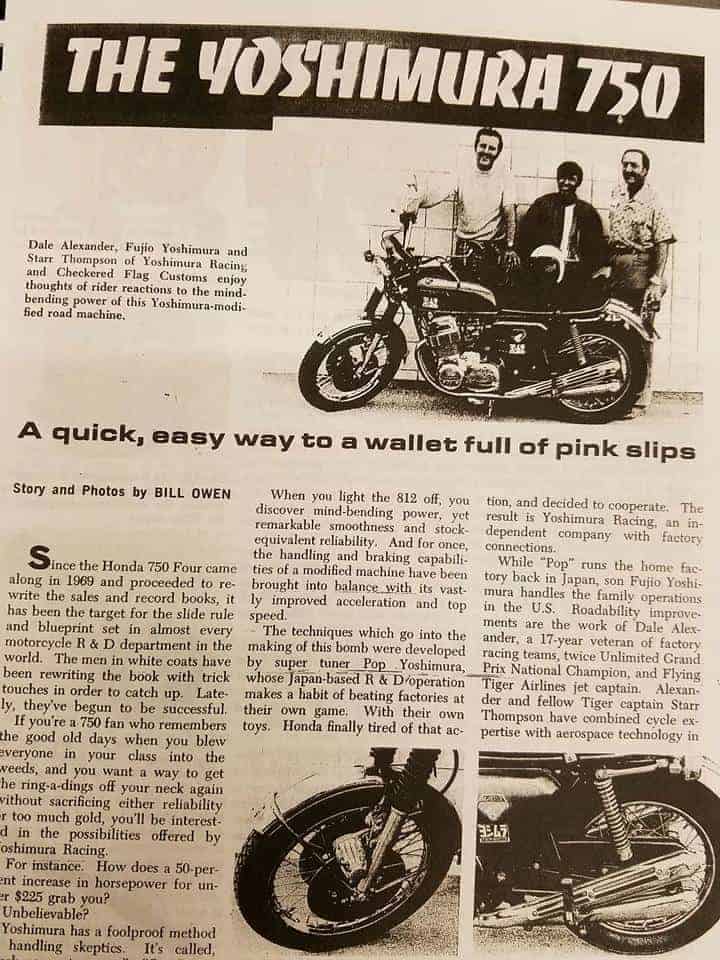 THE YOSHIMURA 750
Dale Alexander, Fujio Yoshimura and
Starr Thompson of Yoshimura Racing
and Checkered Flag Customs enjoy
thoughts of rider reactions to the mind-
bending power of this Yoshimura-modi-
fied road machine.
A quick, easy way to a wallet full of pink slips
Story and Photos by BILL OWEN
Since the Honda 750 Four came
along in 1969 and proceeded to re-
write the sales and record books, it
has been the target for the slide rule
and blueprint set in almost every
motorcycle R & D department in the
world. The men in white coats have
been rewriting the book with trick
touches in order to catch up. Late-
ly, they've begun to be successful.
If you're a 750 fan who remembers
the good old days when you blew
everyone in your class into the
weeds, and you want a way to get
he ring-a-dings off your neck again
without sacrificing either reliability
r too much gold, you'll be interest-
d in the possibilities offered by
oshimura Racing.
For instance. How does a 50-per-
ent increase in horsepower for un-
er $225 grab you?
Unbelievable?
Yoshimura has a foolproof method
handling skeptics. It's called,
When you light the 812 off, you
discover mind-bending power, yet
remarkable smoothness and stock-
equivalent reliability. And for once,
the handling and braking capabili-
ties of a modified machine have been
brought into balance with its vast-
ly improved acceleration and top
speed.
The techniques which go into the
making of this bomb were developed
by super tuner Pop Yoshimura,
whose Japan-based R & D operation
makes a habit of beating factories at
their own game. With their own
toys. Honda finally tired of that ac-
tion, and decided to cooperate. The
result is Yoshimura Racing, an in-
dependent company with factory
connections.
While "Pop" runs the home fac-
tory back in Japan, son Fujio Yoshi-
mura handles the family operations
in the U.S. Roadability improve-
ments are the work of Dale Alex-
ander, a 17-year veteran of factory
racing teams, twice Unlimited Grand
Prix National Champion, and Flying
Tiger Airlines jet captain. Alexan-
der and fellow Tiger captain Starr
Thompson have combined cycle ex-
pertise with aerospace technology in
ヨシムラ